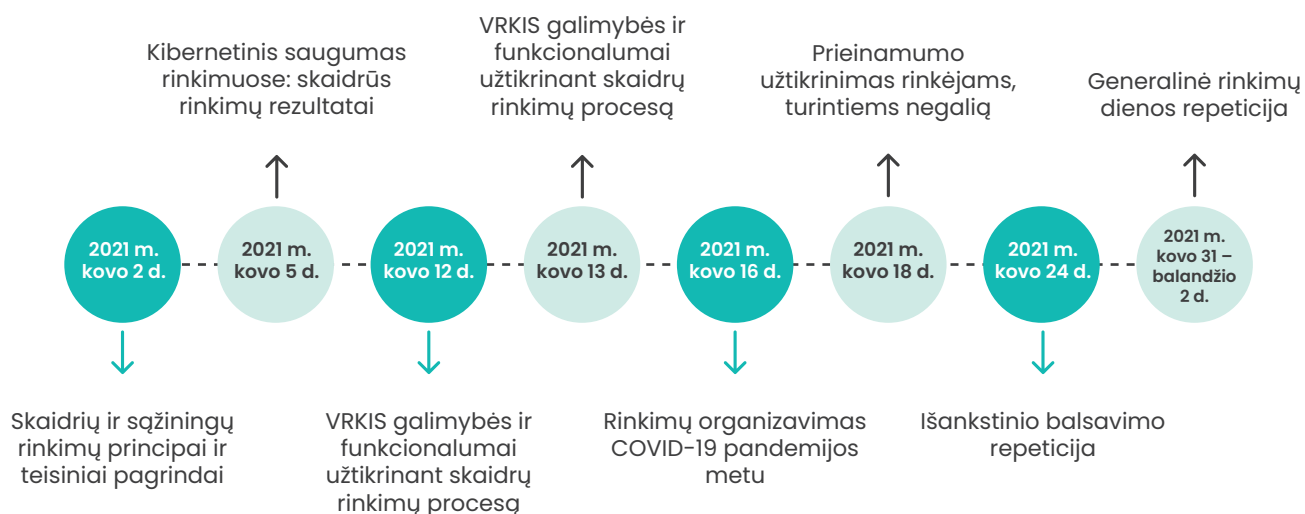 Kibernetinis saugumas
rinkimuose: skaidrūs
rinkimų rezultatai
VRKIS galimybės ir
funkcionalumai
užtikrinant skaidrų
rinkimų procesą
Prieinamumo
užtikrinimas rinkėjams,
turintiems negalią
Generalinė rinkimų
dienos repeticija
2021 m.
kovo 2 d.
2021 m.
kovo 5 d.
2021 m.
kovo 12 d.
2021 m.
kovo 13 d.
2021 m.
kovo 16 d.
2021 m.
kovo 18 d.
2021 m.
kovo 24 d.
2021 m.
kovo 31 –
balandžio
2 d.
Skaidrių ir sąžiningų
rinkimų principai ir
teisiniai pagrindai
VRKIS galimybės ir
funkcionalumai
užtikrinant skaidrų
rinkimų procesą
Rinkimų organizavimas
COVID-19 pandemijos
metu
Išankstinio balsavimo
repeticija